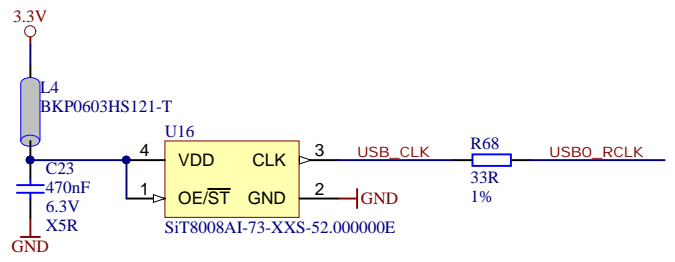 3.3V
L4
BKP0603HS121-T
U16
4 VDD CLK 3 USB_CLK R68 USB0_RCLK
C23
470nF
6.3V
X5R
GND
1 OE/ST GND 2 GND
33R
1%
SiT8008AI-73-XXS-52.000000E